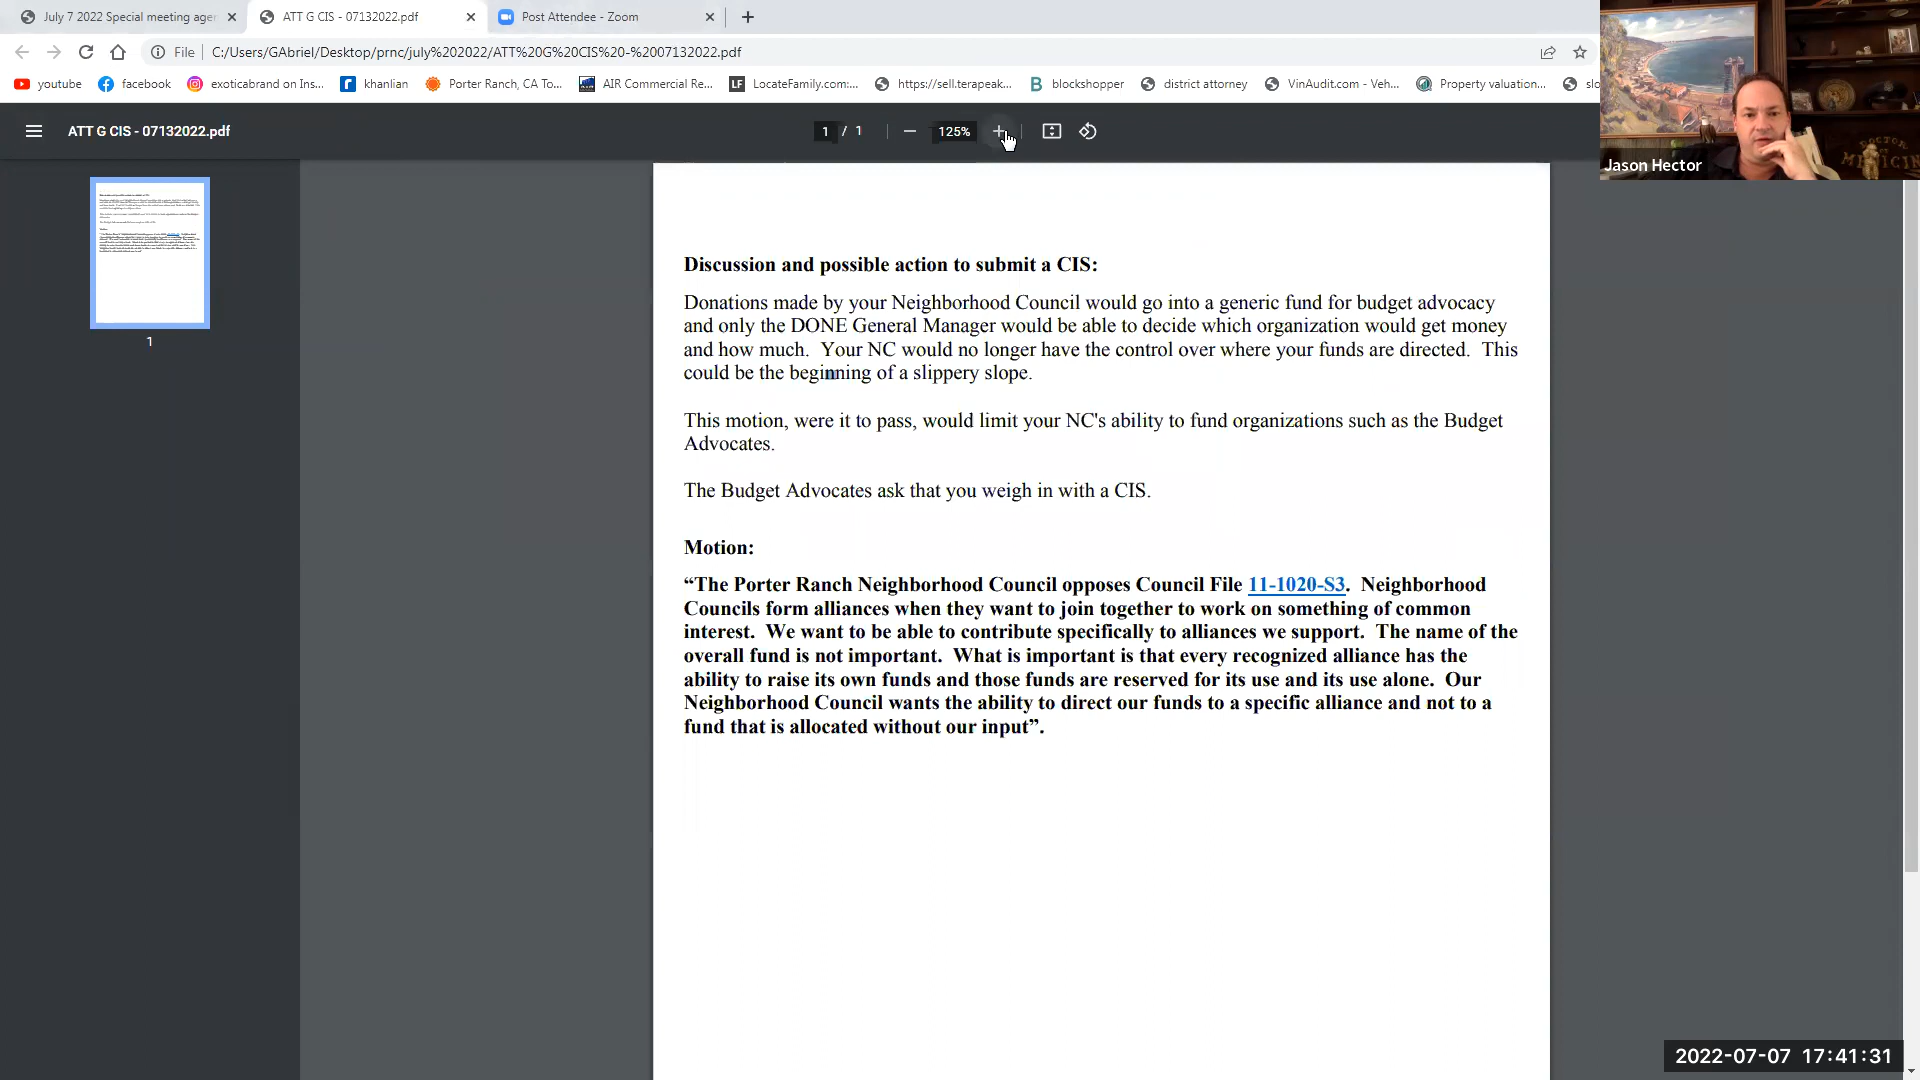 July 7 2022 Special meeting ager
ATT G CIS - 07132022.pdf
Post Attendee - Zoom
File
C:/Users/GAbriel/Desktop/prnc/july%202022/ATT%20G%20CIS%20-%2007132022.pdf
youtube
facebook
exoticabrand on Ins...
khanlian
Porter Ranch, CA To...
AIR Commercial Re...
LF
LocateFamily.com:...
https://sell.terapeak...
blockshopper
district attorney
VinAudit.com - Veh...
Property valuation...
slo
ATT G CIS - 07132022.pdf
1 / 1
125%
DOCTOR
MEDICIN
Jason Hector
1
Discussion and possible action to submit a CIS:
Donations made by your Neighborhood Council would go into a generic fund for budget advocacy
and only the DONE General Manager would be able to decide which organization would get money
and how much. Your NC would no longer have the control over where your funds are directed. This
could be the beginning of a slippery slope.
This motion, were it to pass, would limit your NC's ability to fund organizations such as the Budget
Advocates.
The Budget Advocates ask that you weigh in with a CIS.
Motion:
“The Porter Ranch Neighborhood Council opposes Council File 11-1020-S3. Neighborhood
Councils form alliances when they want to join together to work on something of common
interest. We want to be able to contribute specifically to alliances we support. The name of the
overall fund is not important. What is important is that every recognized alliance has the
ability to raise its own funds and those funds are reserved for its use and its use alone. Our
Neighborhood Council wants the ability to direct our funds to a specific alliance and not to a
fund that is allocated without our input”.
2022-07-07 17:41:31